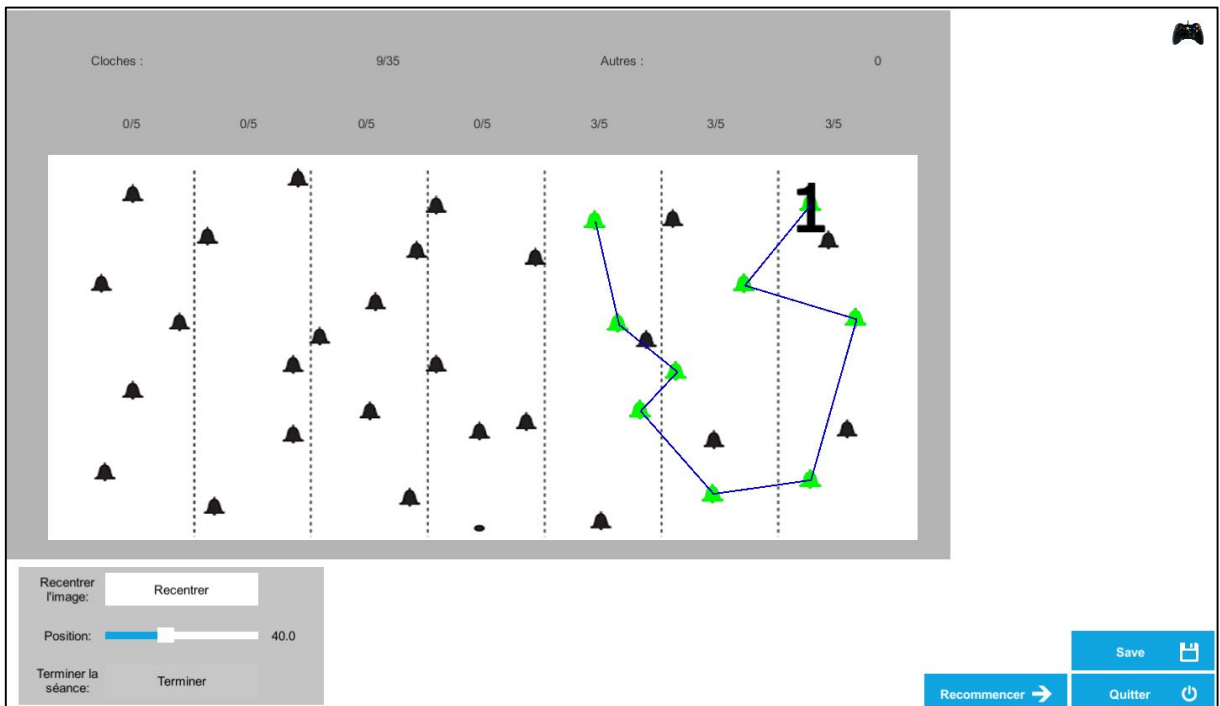 Cloches : 9/35 Autres : 0
0/5 0/5 0/5 0/5 3/5 3/5 3/5
1
Recentrer
l'image:
Recentrer
Position: 40.0
Terminer la
séance:
Terminer
Save
Recommencer
Quitter